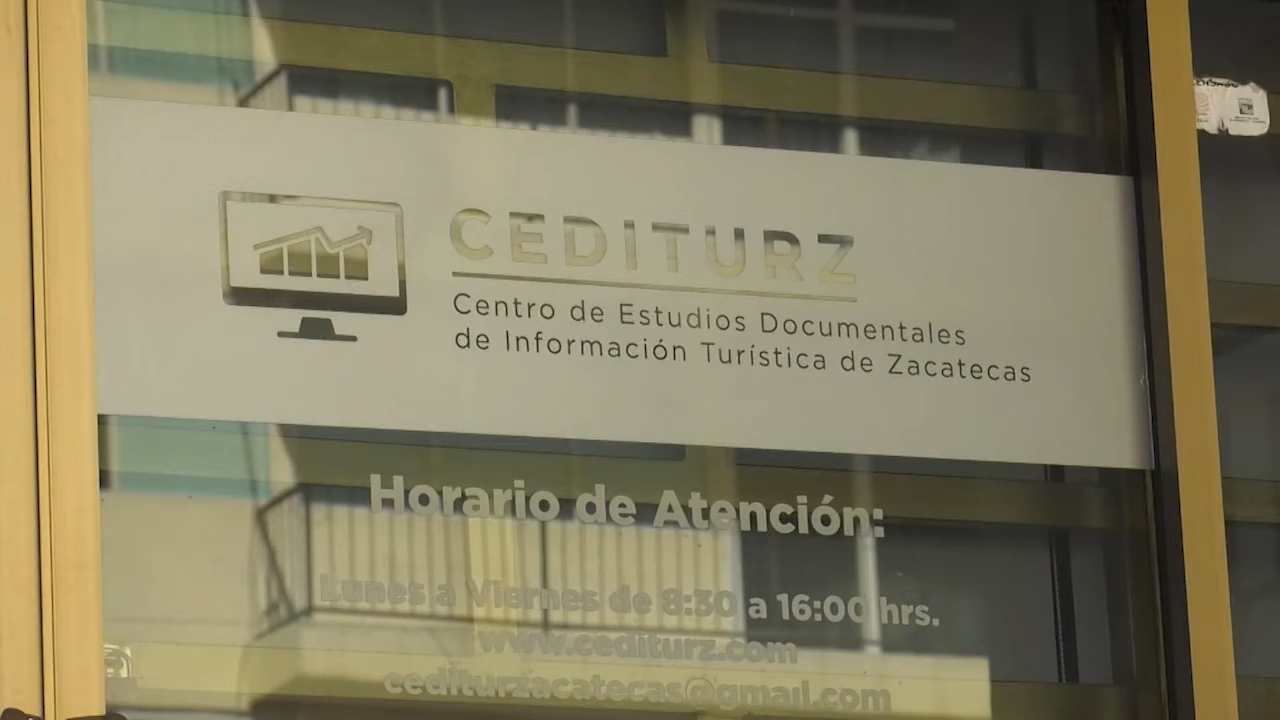 CEDITURZ
Centro de Estudios Documentales
de Información Turística de Zacatecas
Horario de Atención:
Lunes a Viernes de 8:30 a 16:00 hrs.
www.cediturz.com
cediturzacatecas@gmail.com